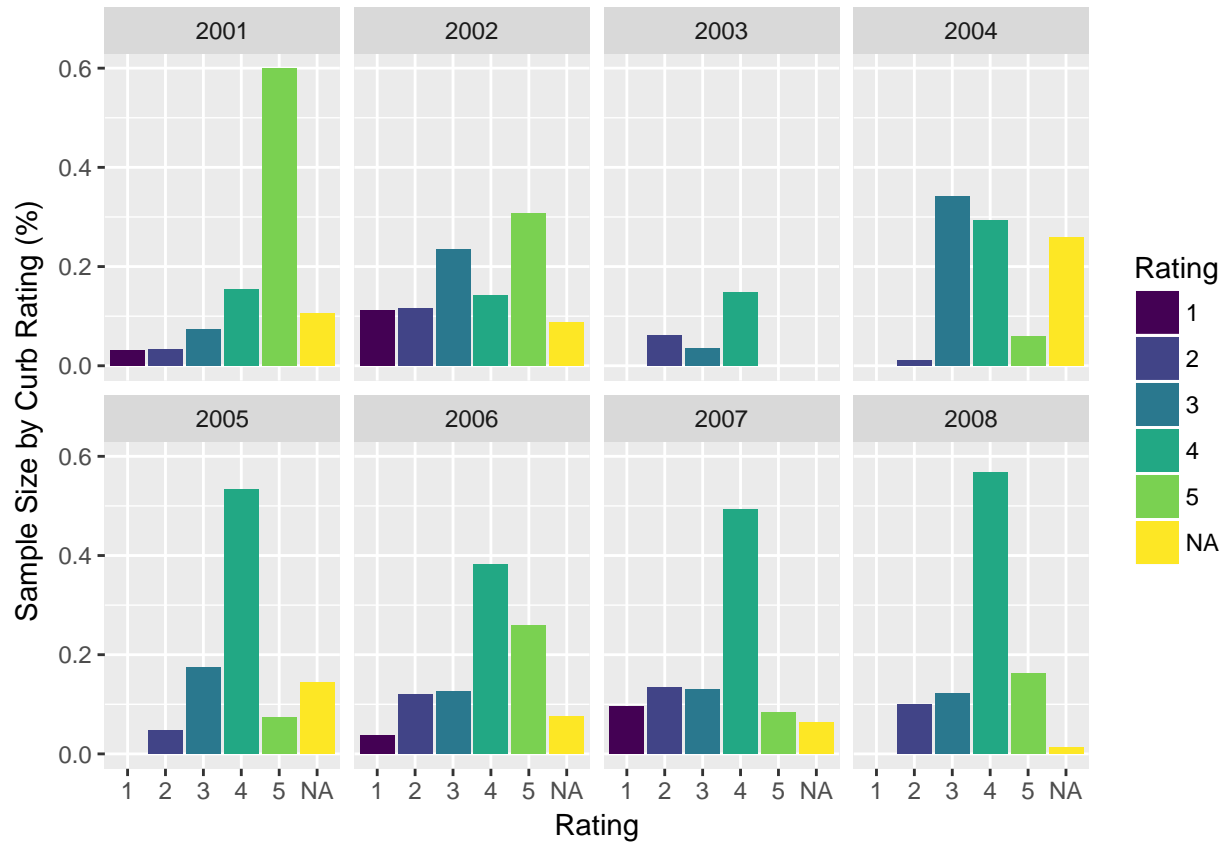 2001 2002 2003 2004
0.6
0.4
0.2
0.0
2005 2006 2007 2008
0.6
0.4
0.2
0.0
1 2 3 4 5 NA 1 2 3 4 5 NA 1 2 3 4 5 NA 1 2 3 4 5 NA
Rating
Sample Size by Curb Rating (%)
Rating
1
2
3
4
5
NA